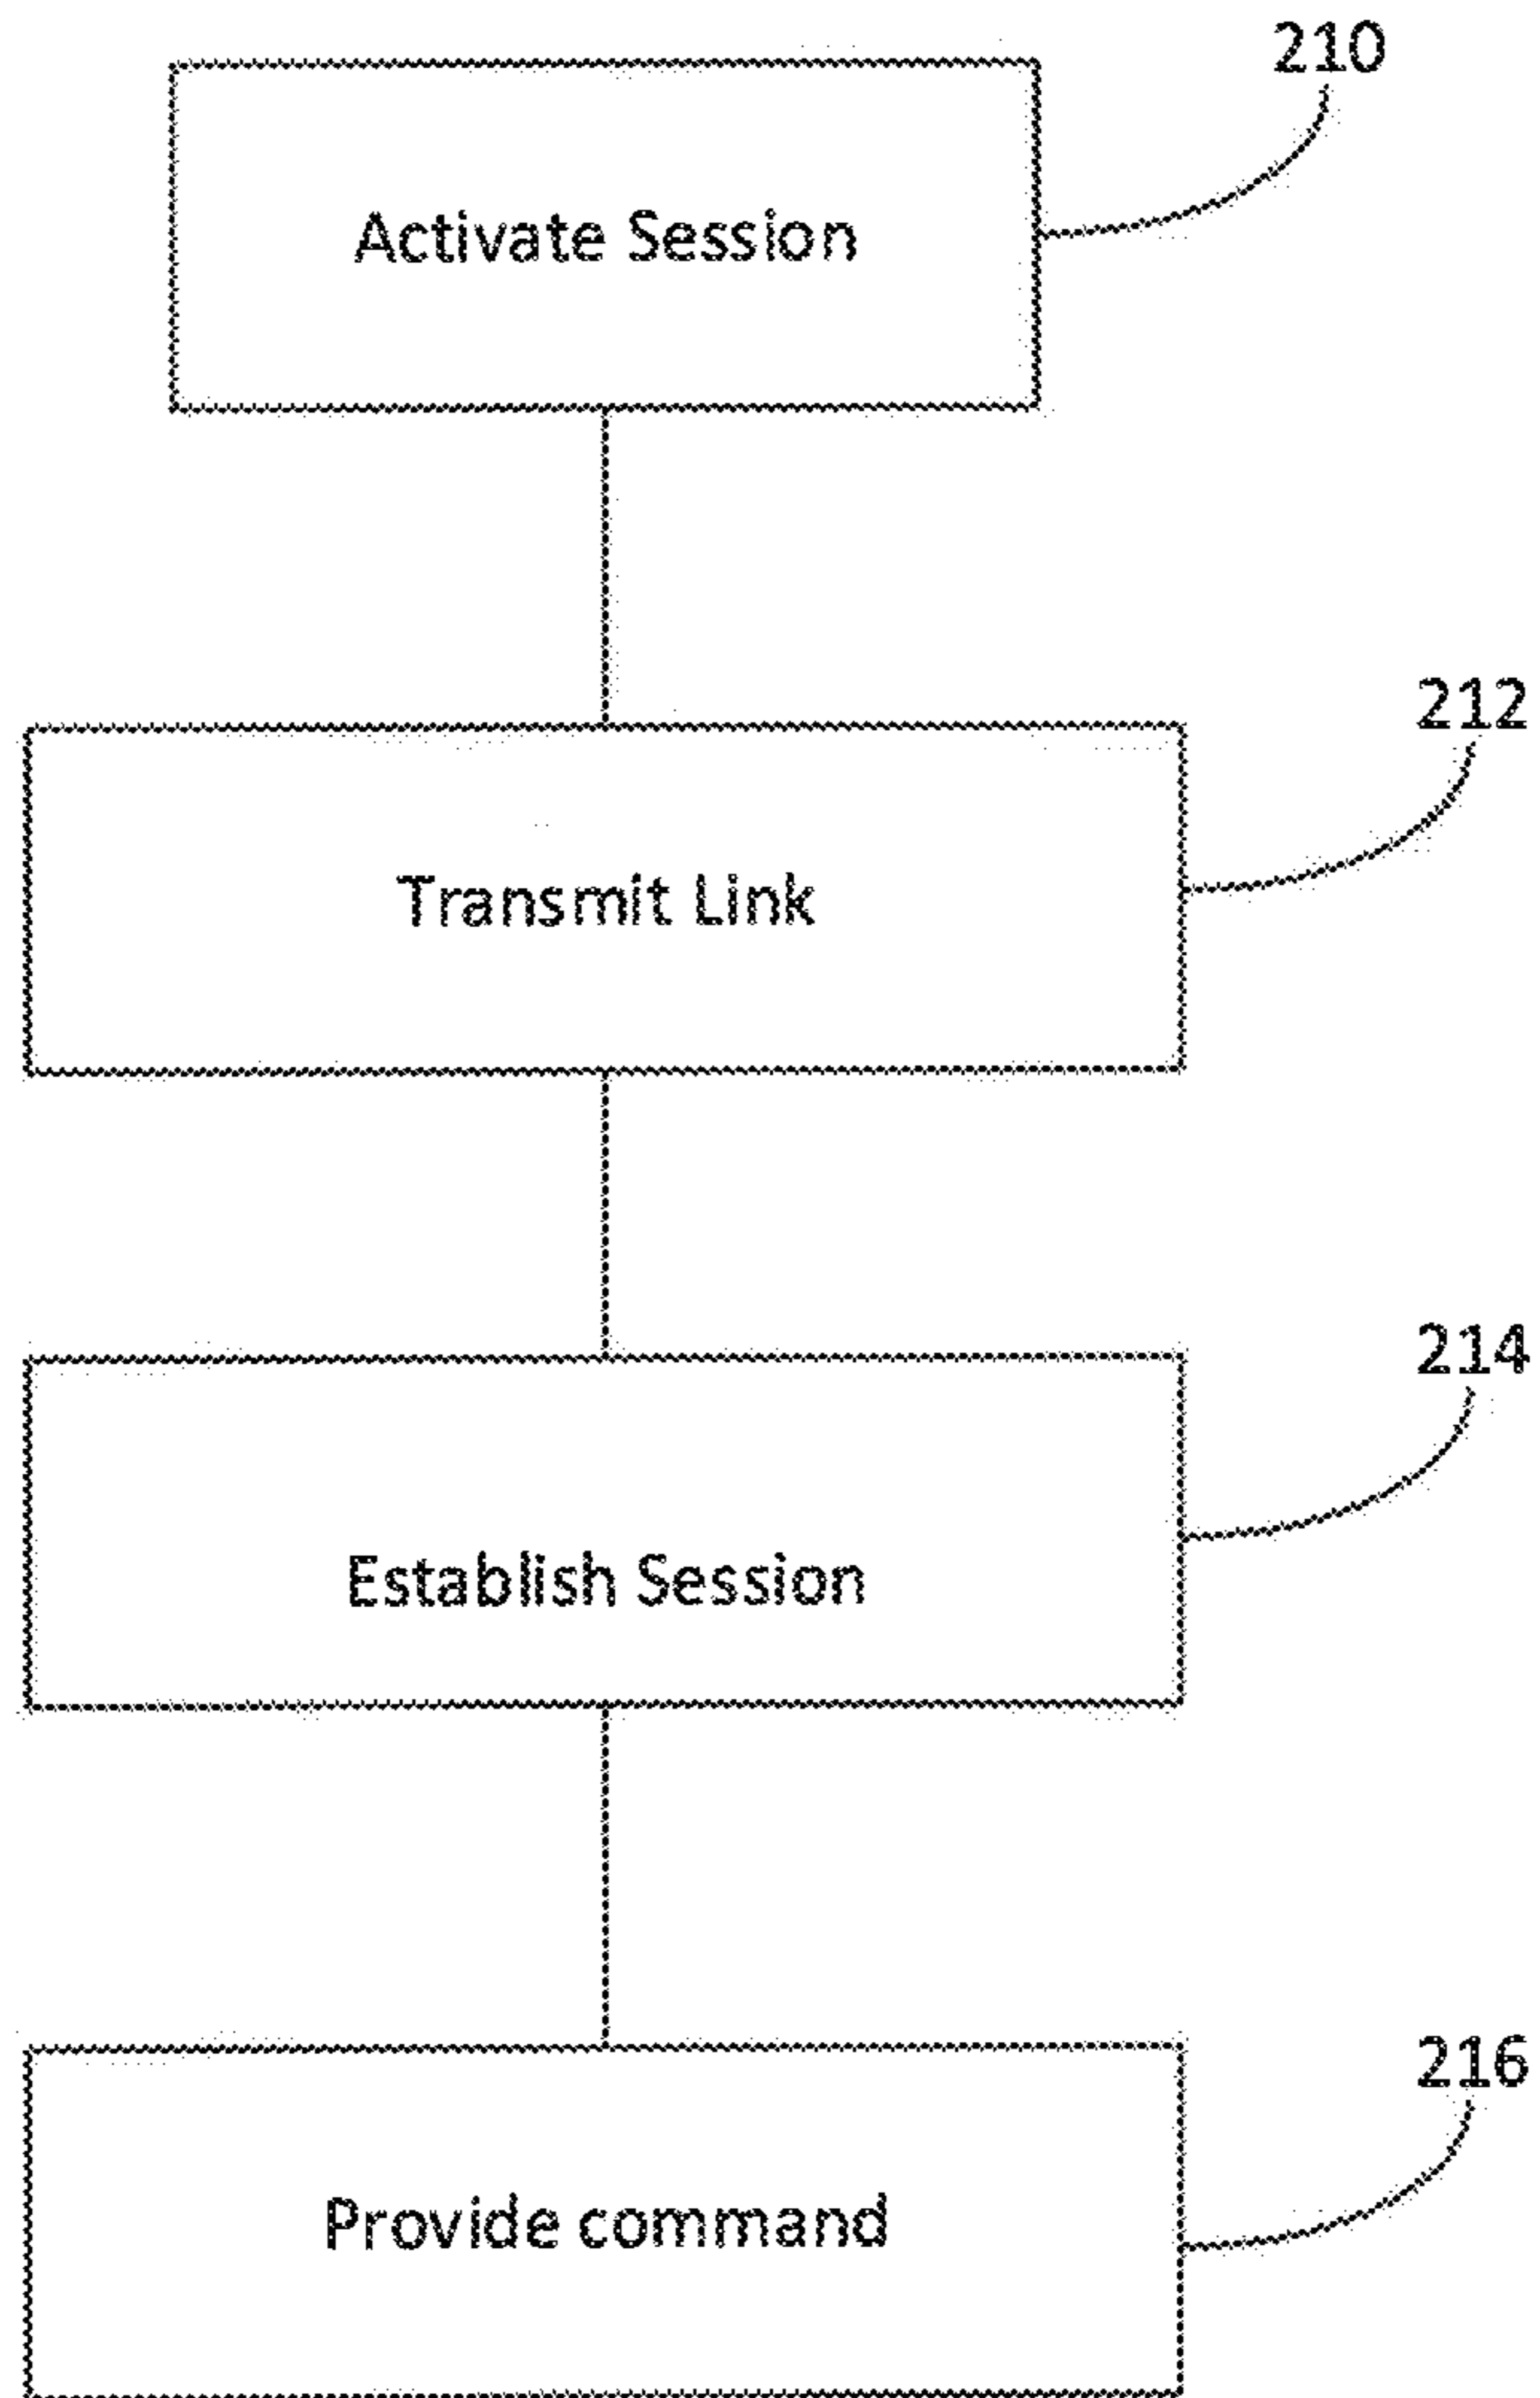 210
Activate Session
212
Transmit Link
214
Establish Session
216
Provide command